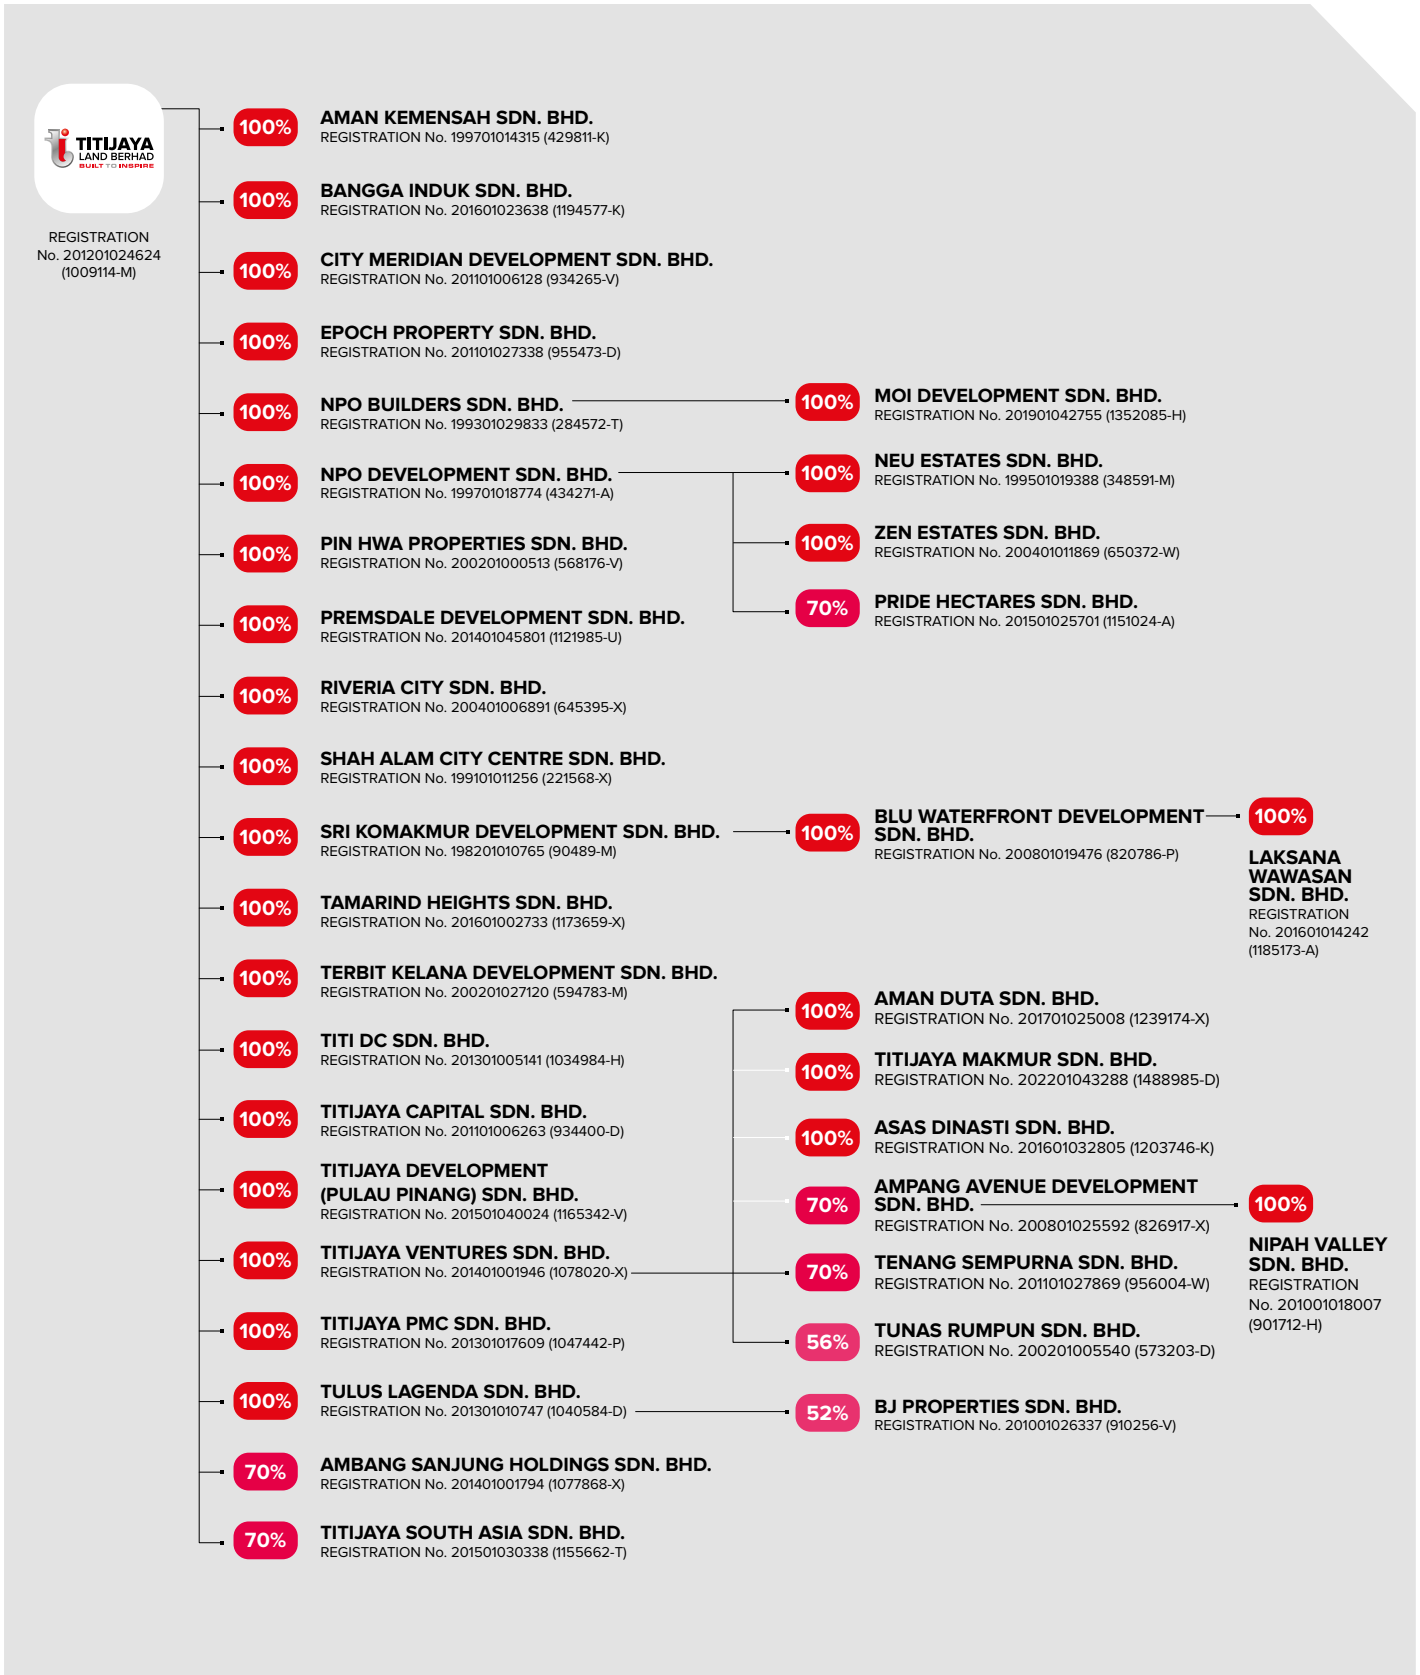 TITIJAYA
LAND BERHAD
BUILT TO INSPIRE
REGISTRATION
No. 201201024624
(1009114-M)
100%
AMAN KEMENSAH SDN. BHD.
REGISTRATION No. 199701014315 (429811-K)
100%
BANGGA INDUK SDN. BHD.
REGISTRATION No. 201601023638 (1194577-K)
100%
CITY MERIDIAN DEVELOPMENT SDN. BHD.
REGISTRATION No. 201101006128 (934265-V)
100%
EPOCH PROPERTY SDN. BHD.
REGISTRATION No. 201101027338 (955473-D)
100%
NPO BUILDERS SDN. BHD.
REGISTRATION No. 199301029833 (284572-T)
100%
MOI DEVELOPMENT SDN. BHD.
REGISTRATION No. 201901042755 (1352085-H)
100%
NPO DEVELOPMENT SDN. BHD.
REGISTRATION No. 199701018774 (434271-A)
100%
NEU ESTATES SDN. BHD.
REGISTRATION No. 199501019388 (348591-M)
100%
ZEN ESTATES SDN. BHD.
REGISTRATION No. 200401011869 (650372-W)
70%
PRIDE HECTARES SDN. BHD.
REGISTRATION No. 201501025701 (1151024-A)
100%
PIN HWA PROPERTIES SDN. BHD.
REGISTRATION No. 200201000513 (568176-V)
100%
PREMSDALE DEVELOPMENT SDN. BHD.
REGISTRATION No. 201401045801 (1121985-U)
100%
RIVERIA CITY SDN. BHD.
REGISTRATION No. 200401006891 (645395-X)
100%
SHAH ALAM CITY CENTRE SDN. BHD.
REGISTRATION No. 199101011256 (221568-X)
100%
SRI KOMAKMUR DEVELOPMENT SDN. BHD.
REGISTRATION No. 198201010765 (90489-M)
100%
BLU WATERFRONT DEVELOPMENT
SDN. BHD.
REGISTRATION No. 200801019476 (820786-P)
100%
LAKSANA
WAWASAN
SDN. BHD.
REGISTRATION
No. 201601014242
(1185173-A)
100%
TAMARIND HEIGHTS SDN. BHD.
REGISTRATION No. 201601002733 (1173659-X)
100%
TERBIT KELANA DEVELOPMENT SDN. BHD.
REGISTRATION No. 200201027120 (594783-M)
100%
TITI DC SDN. BHD.
REGISTRATION No. 201301005141 (1034984-H)
100%
TITIJAYA CAPITAL SDN. BHD.
REGISTRATION No. 201101006263 (934400-D)
100%
TITIJAYA DEVELOPMENT
(PULAU PINANG) SDN. BHD.
REGISTRATION No. 201501040024 (1165342-V)
100%
TITIJAYA VENTURES SDN. BHD.
REGISTRATION No. 201401001946 (1078020-X)
100%
AMAN DUTA SDN. BHD.
REGISTRATION No. 201701025008 (1239174-X)
100%
TITIJAYA MAKMUR SDN. BHD.
REGISTRATION No. 202201043288 (1488985-D)
100%
ASAS DINASTI SDN. BHD.
REGISTRATION No. 201601032805 (1203746-K)
70%
AMPANG AVENUE DEVELOPMENT
SDN. BHD.
REGISTRATION No. 200801025592 (826917-X)
100%
NIPAH VALLEY
SDN. BHD.
REGISTRATION
No. 201001018007
(901712-H)
70%
TENANG SEMPURNA SDN. BHD.
REGISTRATION No. 201101027869 (956004-W)
56%
TUNAS RUMPUN SDN. BHD.
REGISTRATION No. 200201005540 (573203-D)
100%
TITIJAYA PMC SDN. BHD.
REGISTRATION No. 201301017609 (1047442-P)
100%
TULUS LAGENDA SDN. BHD.
REGISTRATION No. 201301010747 (1040584-D)
52%
BJ PROPERTIES SDN. BHD.
REGISTRATION No. 201001026337 (910256-V)
70%
AMBANG SANJUNG HOLDINGS SDN. BHD.
REGISTRATION No. 201401001794 (1077868-X)
70%
TITIJAYA SOUTH ASIA SDN. BHD.
REGISTRATION No. 201501030338 (1155662-T)